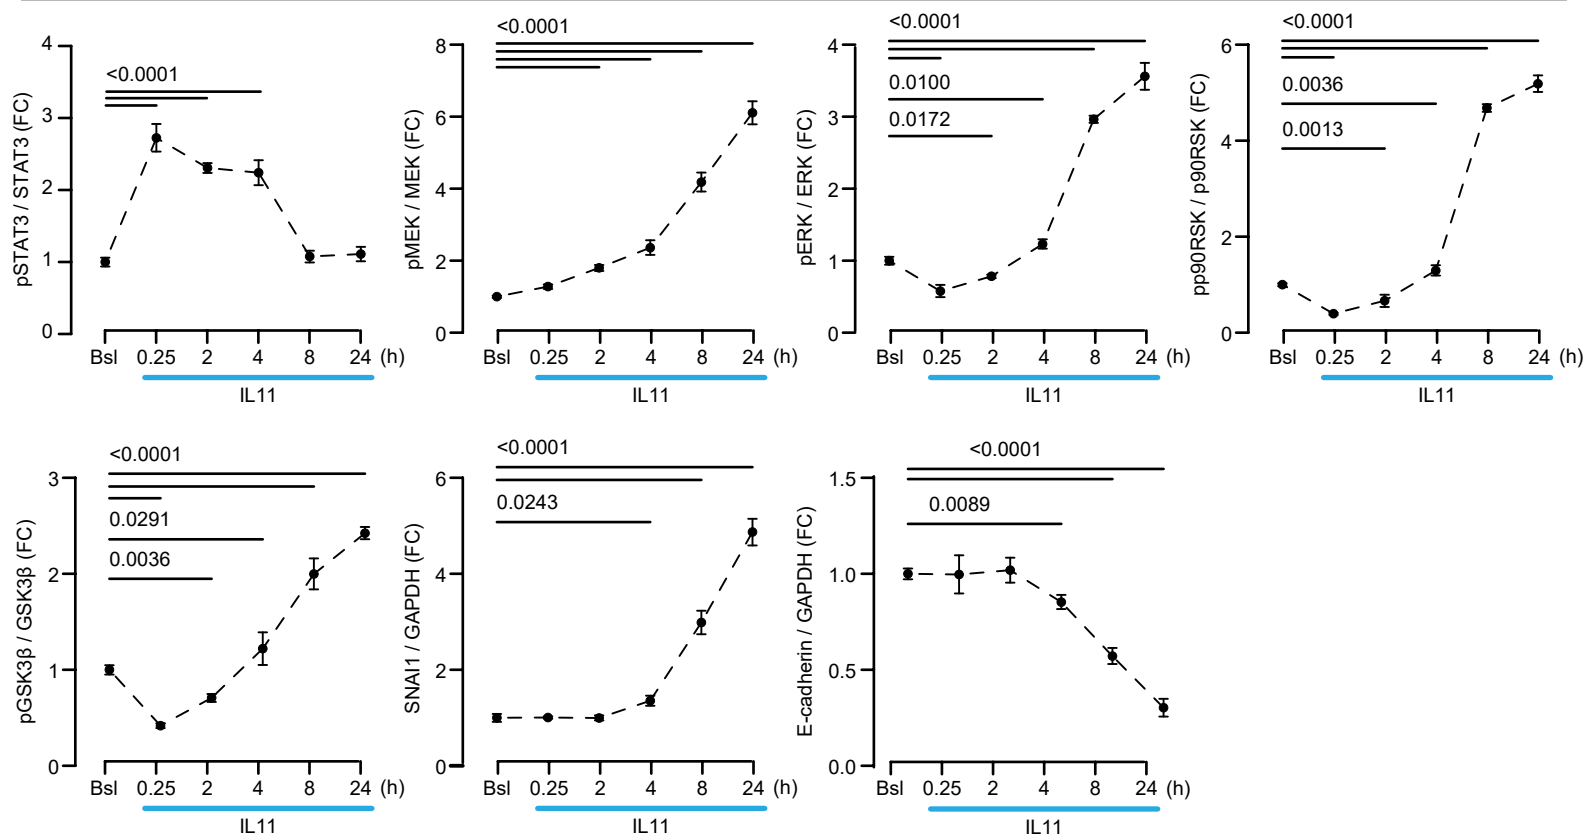 pSTAT3 / STAT3 (FC)
4
3
2
1
0
<0.0001
Bsl 0.25 2 4 8 24 (h)
IL11
pMEK / MEK (FC)
8
6
4
2
0
<0.0001
Bsl 0.25 2 4 8 24 (h)
IL11
pERK / ERK (FC)
4
3
2
1
0
<0.0001
0.0100
0.0172
Bsl 0.25 2 4 8 24 (h)
IL11
pp90RSK / p90RSK (FC)
6
4
2
0
<0.0001
0.0036
0.0013
Bsl 0.25 2 4 8 24 (h)
IL11
pGSK3β / GSK3β (FC)
3
2
1
0
<0.0001
0.0291
0.0036
Bsl 0.25 2 4 8 24 (h)
IL11
SNAI1 / GAPDH (FC)
6
4
2
0
<0.0001
0.0243
Bsl 0.25 2 4 8 24 (h)
IL11
E-cadherin / GAPDH (FC)
1.5
1.0
0.5
0.0
<0.0001
0.0089
Bsl 0.25 2 4 8 24 (h)
IL11